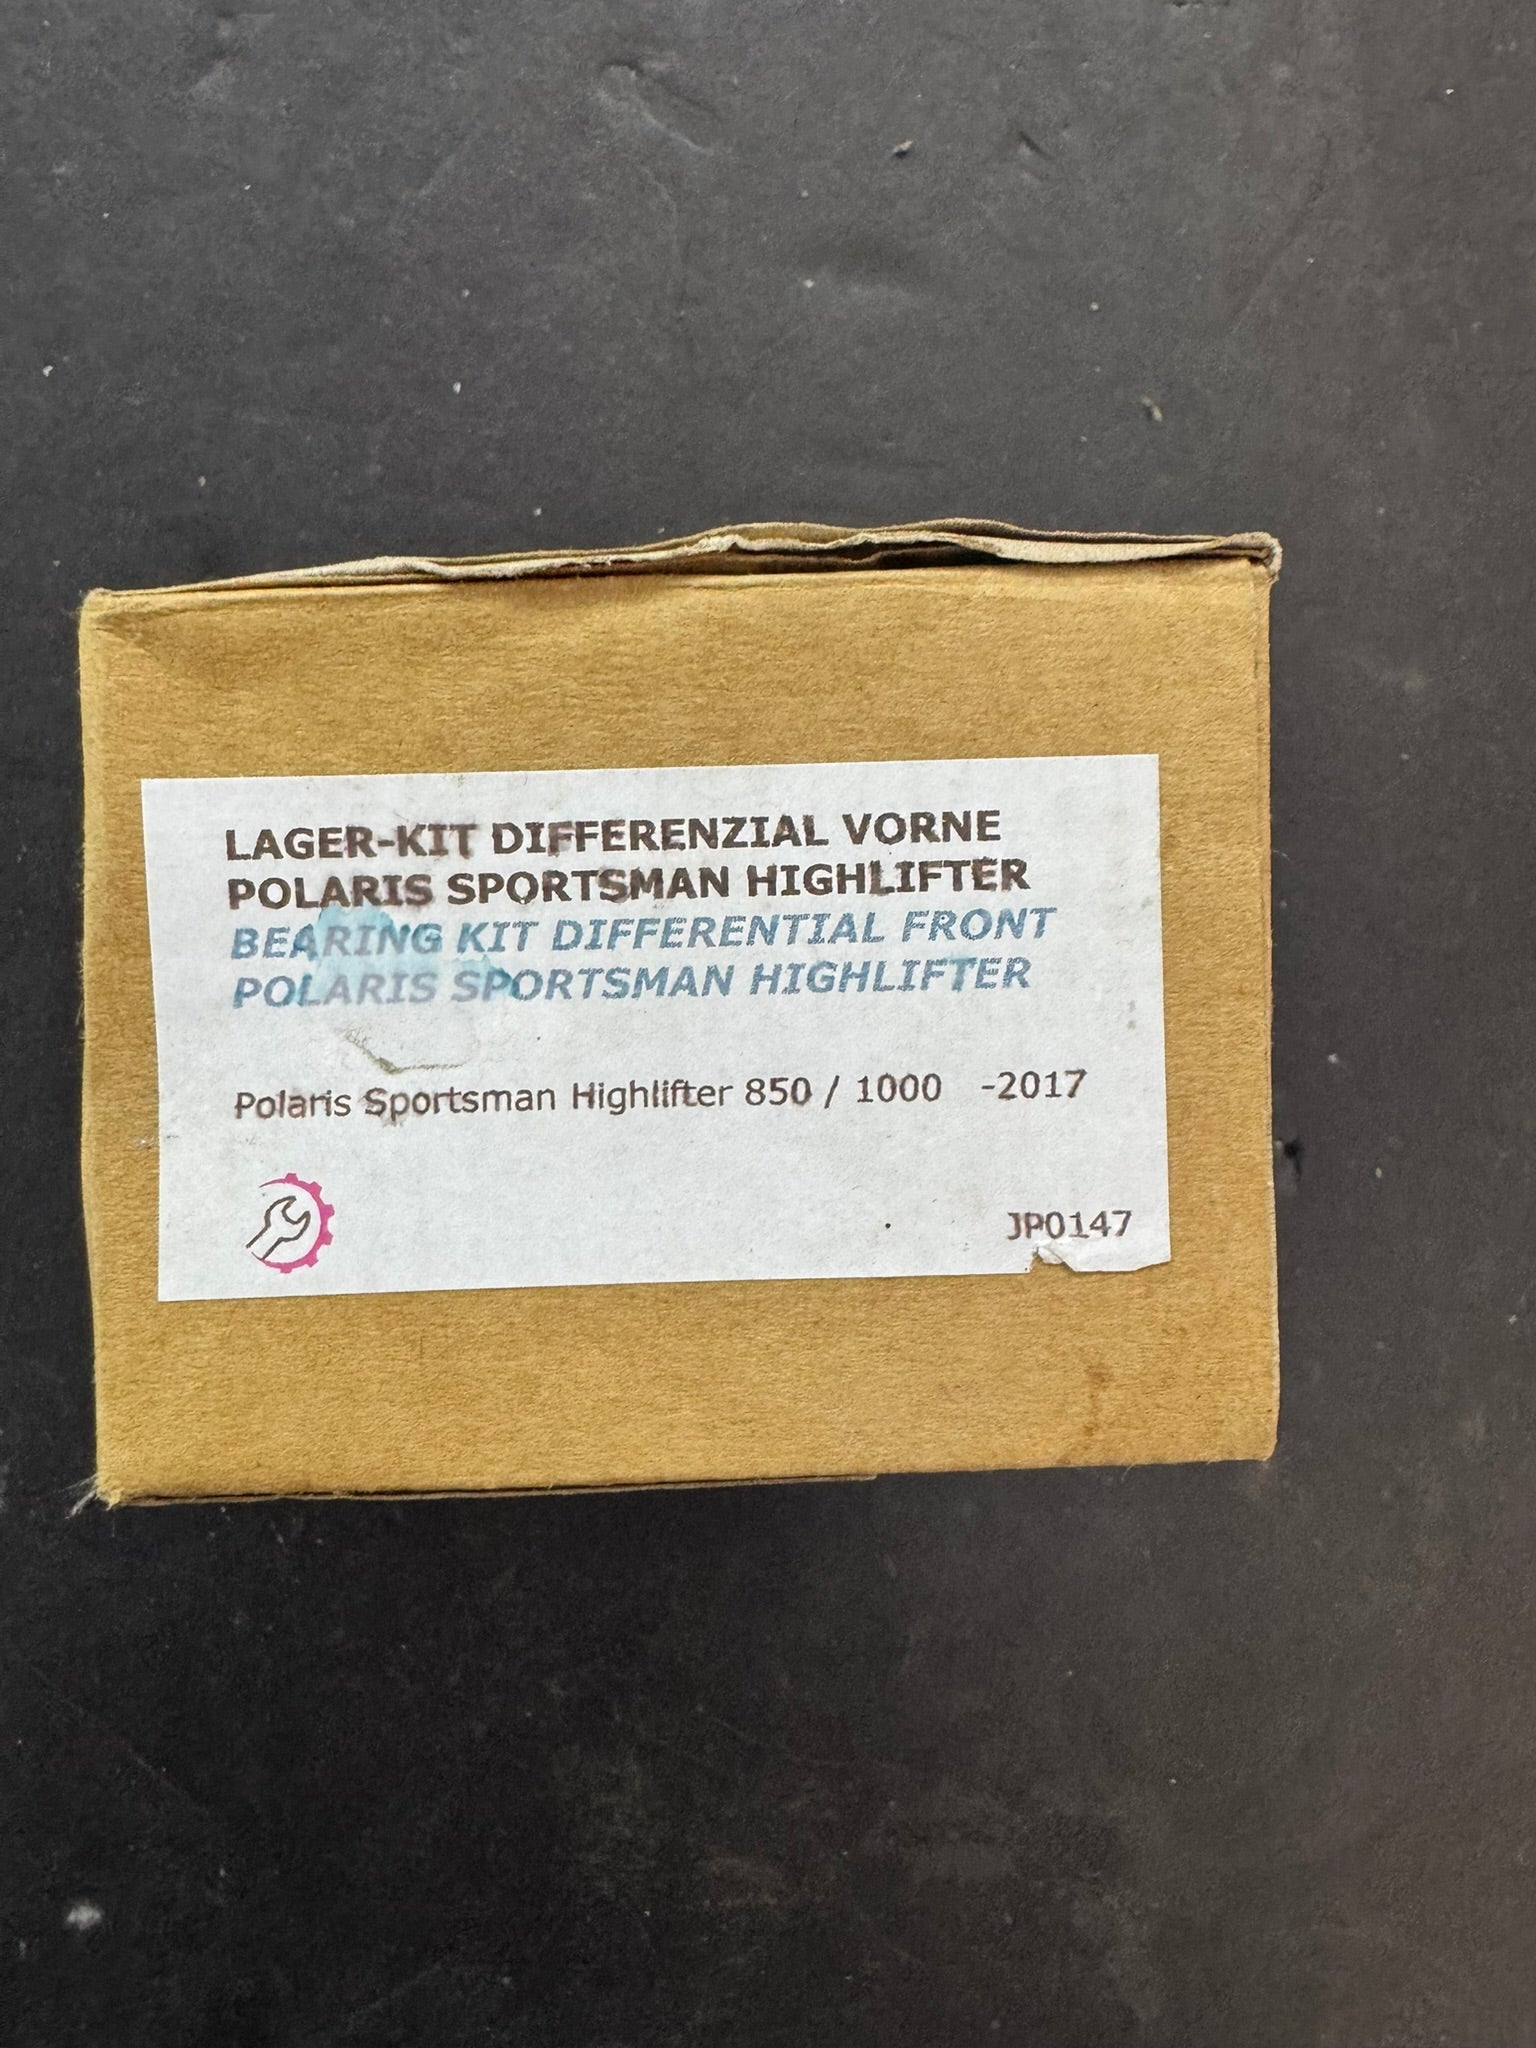 LAGER-KIT DIFFERENZIAL VORNE
POLARIS SPORTSMAN HIGHLIFTER
BEARING KIT DIFFERENTIAL FRONT
POLARIS SPORTSMAN HIGHLIFTER
Polaris Sportsman Highlifter 850 / 1000 -2017
JP0147